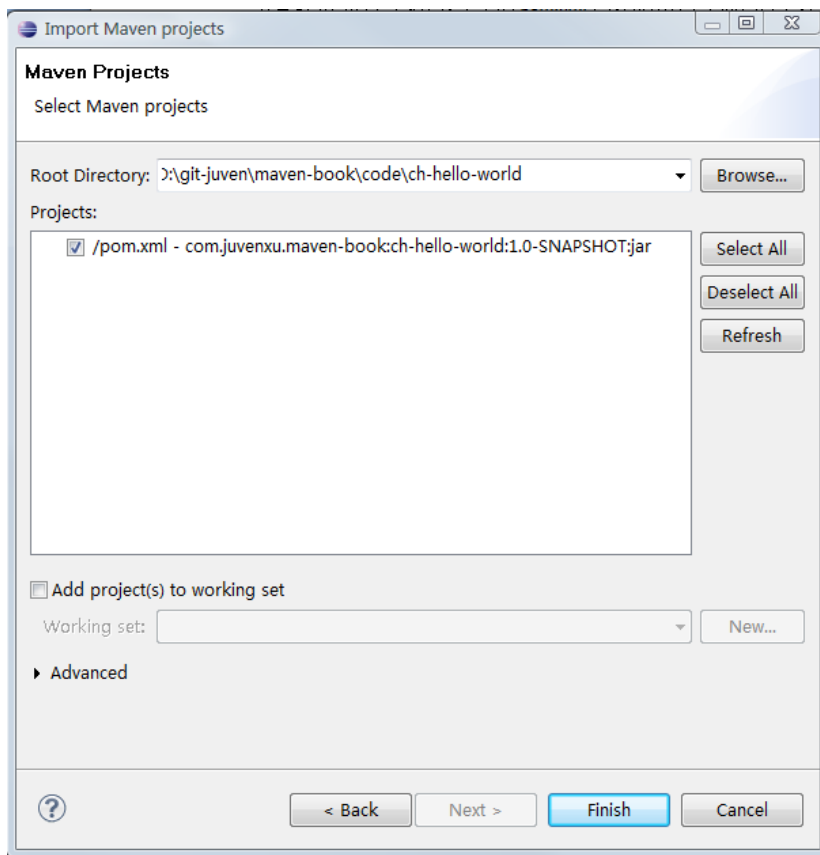 Import Maven projects
Maven Projects
Select Maven projects
Root Directory: :\git-juven\maven-book\code\ch-hello-world
Browse...
Projects:
/pom.xml - com.juvenxu.maven-book:ch-hello-world:1.0-SNAPSHOT:jar
Select All
Deselect All
Refresh
Add project(s) to working set
Working set:
New...
Advanced
< Back
Next >
Finish
Cancel